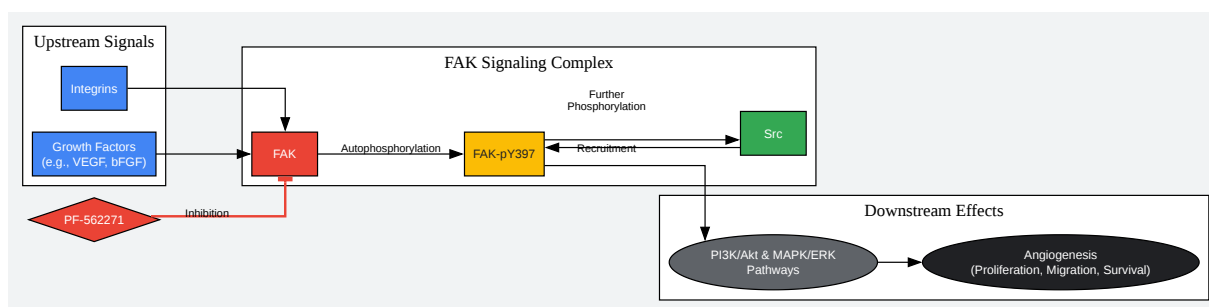 Upstream Signals
Integrins
Growth Factors
(e.g., VEGF, bFGF)
PF-562271
Inhibition
FAK Signaling Complex
FAK
Autophosphorylation
FAK-pY397
Further
Phosphorylation
Recruitment
Src
Downstream Effects
PI3K/Akt & MAPK/ERK
Pathways
Angiogenesis
(Proliferation, Migration, Survival)